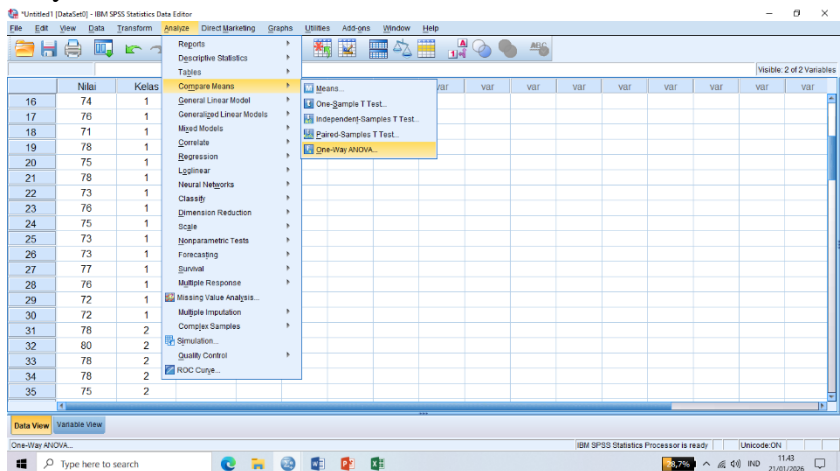 *Untitled1 [DataSet0] - IBM SPSS Statistics Data Editor
File Edit View Data Transform Analyze Direct Marketing Graphs Utilities Add-ons Window Help
Visible: 2 of 2 Variables
Nilai Kelas var var var var var var var var var
Reports
Descriptive Statistics
Tables
Compare Means
General Linear Model
Generalized Linear Models
Mixed Models
Correlate
Regression
Loglinear
Neural Networks
Classify
Dimension Reduction
Scale
Nonparametric Tests
Forecasting
Survival
Multiple Response
Missing Value Analysis...
Multiple Imputation
Complex Samples
Simulation...
Quality Control
ROC Curve...
Means...
One-Sample T Test...
Independent-Samples T Test...
Paired-Samples T Test...
One-Way ANOVA...
16 74 1
17 76 1
18 71 1
19 78 1
20 75 1
21 78 1
22 73 1
23 76 1
24 75 1
25 73 1
26 73 1
27 77 1
28 76 1
29 72 1
30 72 1
31 78 2
32 80 2
33 78 2
34 78 2
35 75 2
Data View Variable View
One-Way ANOVA... IBM SPSS Statistics Processor is ready Unicode:ON
Type here to search IND 11.43
21/01/2026